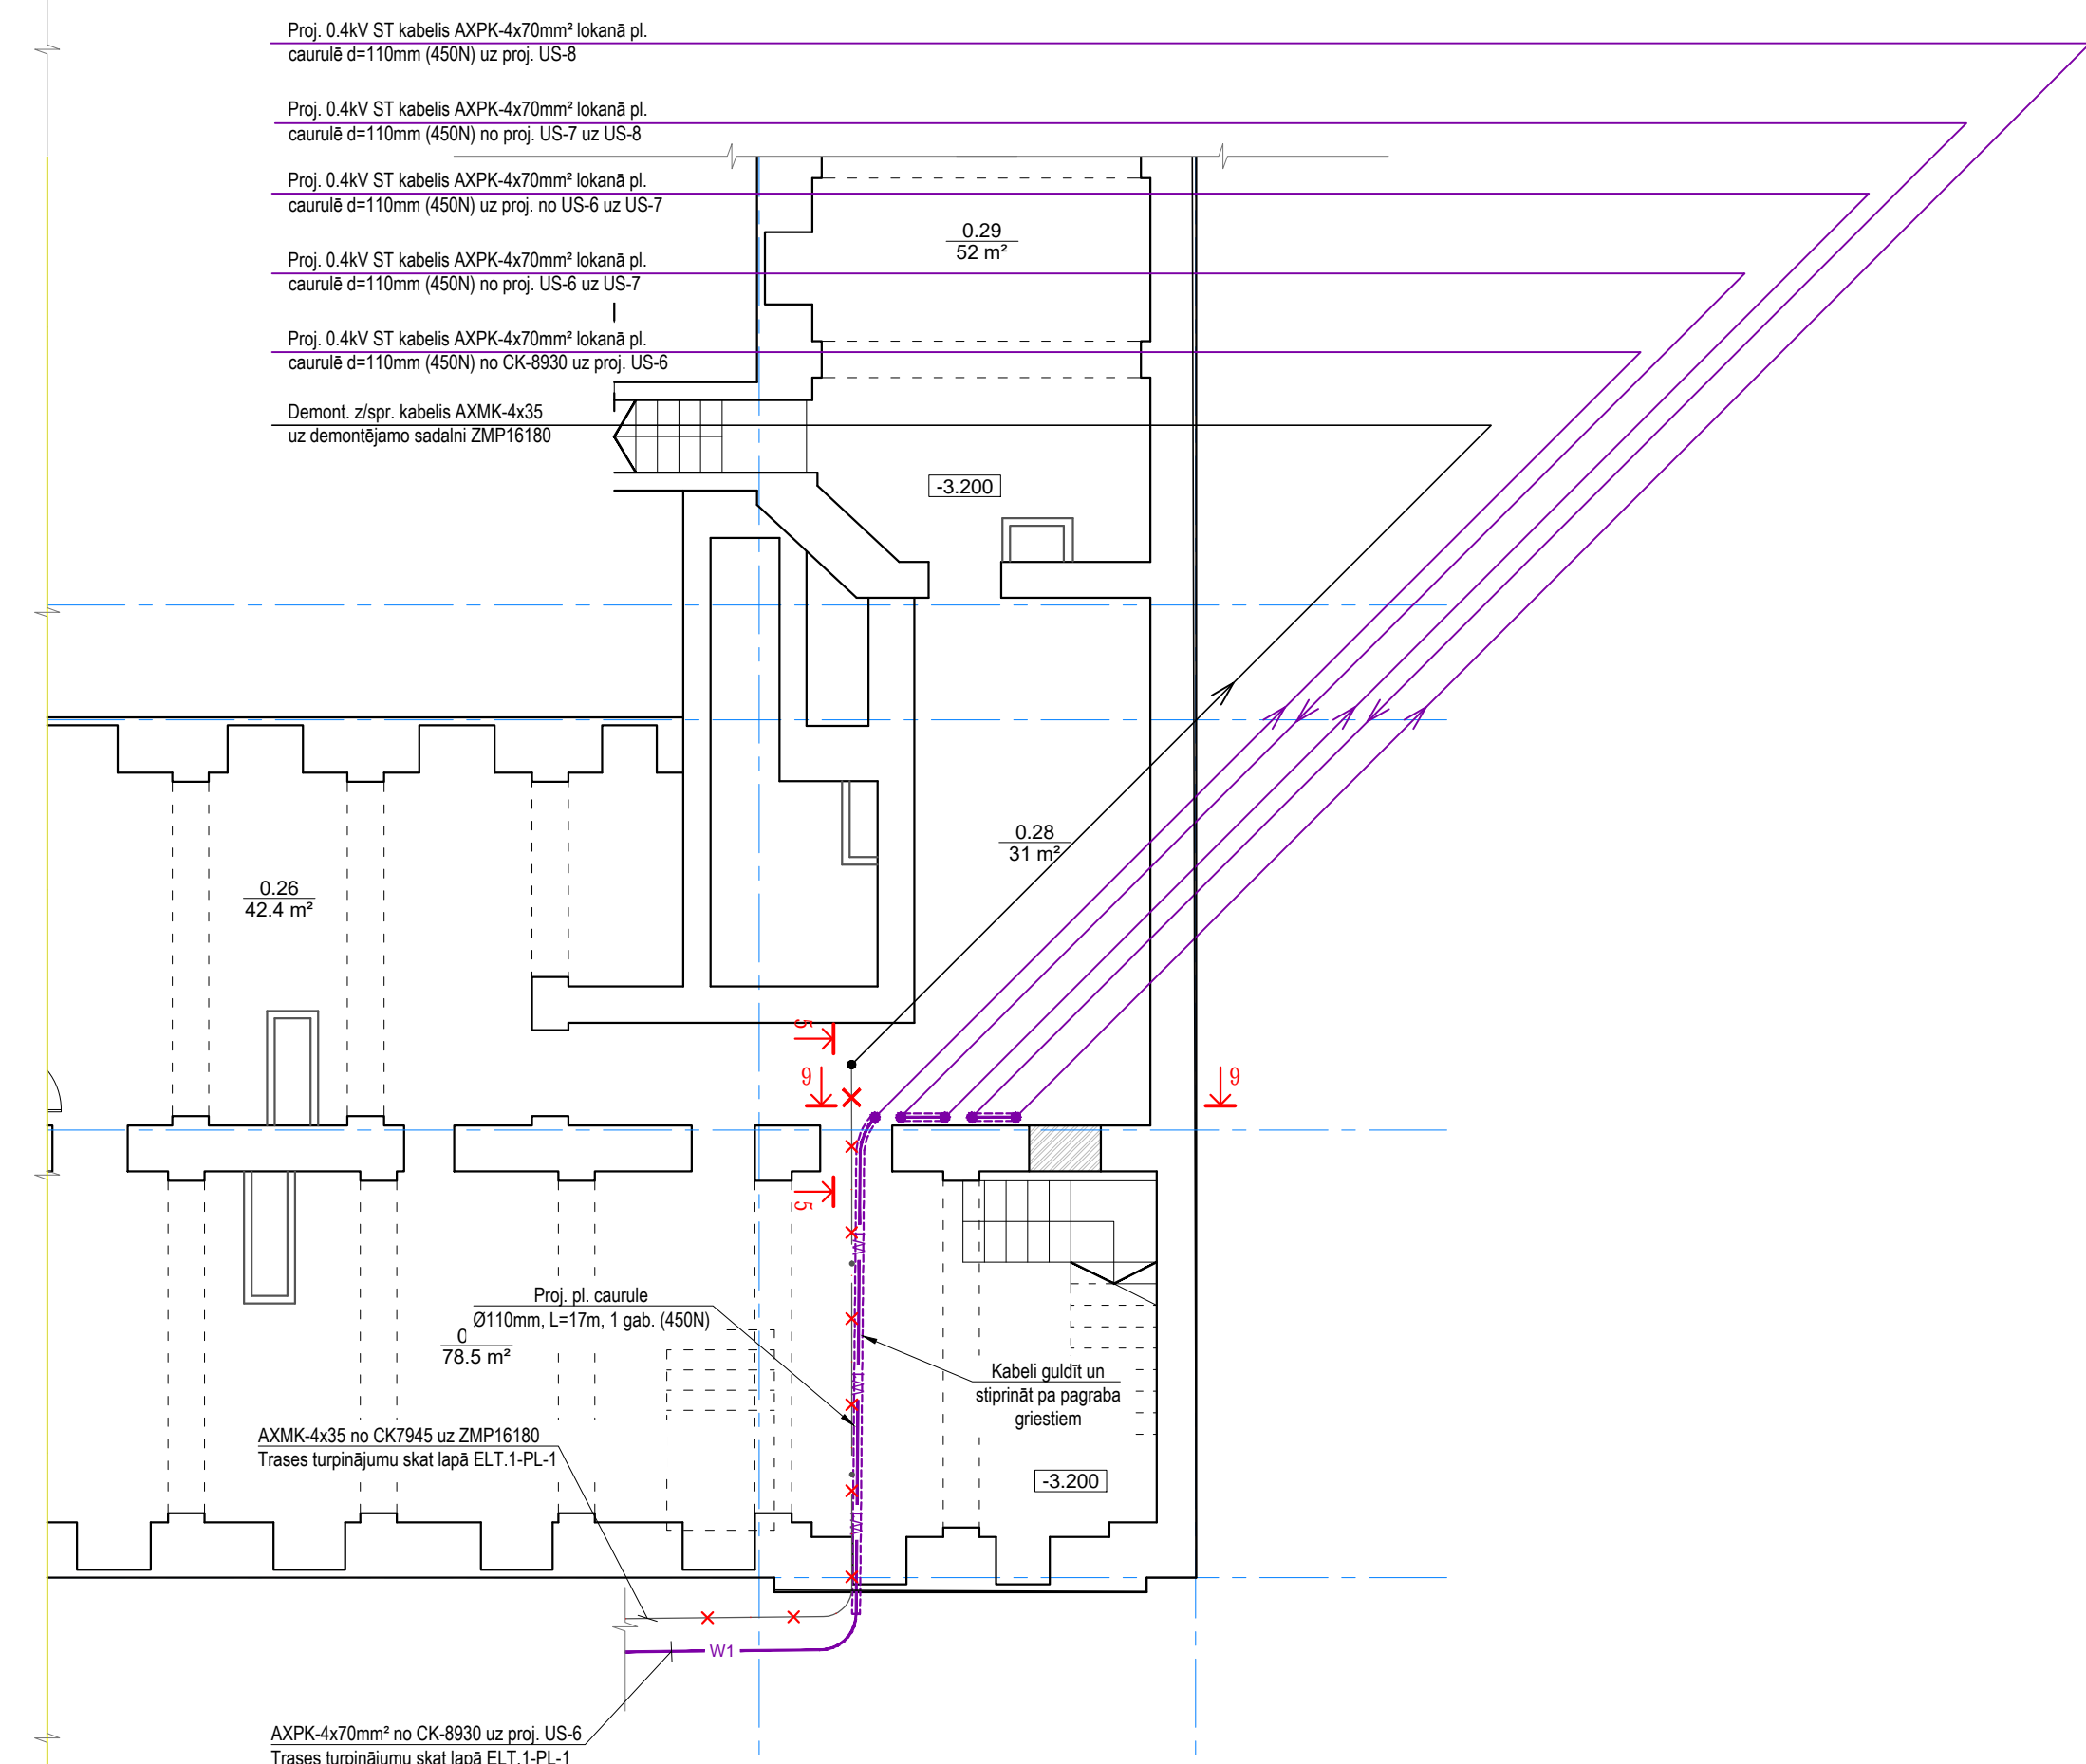 Proj. 0.4kV ST kabelis AXPK-4x70mm² lokanā pl.
caurulē d=110mm (450N) uz proj. US-8
Proj. 0.4kV ST kabelis AXPK-4x70mm² lokanā pl.
caurulē d=110mm (450N) no proj. US-7 uz US-8
Proj. 0.4kV ST kabelis AXPK-4x70mm² lokanā pl.
caurulē d=110mm (450N) uz proj. no US-6 uz US-7
0.29
52 m²
Proj. 0.4kV ST kabelis AXPK-4x70mm² lokanā pl.
caurulē d=110mm (450N) no proj. US-6 uz US-7
Proj. 0.4kV ST kabelis AXPK-4x70mm² lokanā pl.
caurulē d=110mm (450N) no CK-8930 uz proj. US-6
Demont. z/spr. kabelis AXMK-4x35
uz demontējamo sadalni ZMP16180
-3.200
0.28
31 m²
0.26
42.4 m²
5
9
9
5
Proj. pl. caurule
Ø110mm, L=17m, 1 gab. (450N)
0
78.5 m²
Kabeli guldīt un
stiprināt pa pagraba
griestiem
AXMK-4x35 no CK7945 uz ZMP16180
Trases turpinājumu skat lapā ELT.1-PL-1
-3.200
W1
W1
W1
W1
AXPK-4x70mm² no CK-8930 uz proj. US-6
Trases turpinājumu skat lapā ELT.1-PL-1